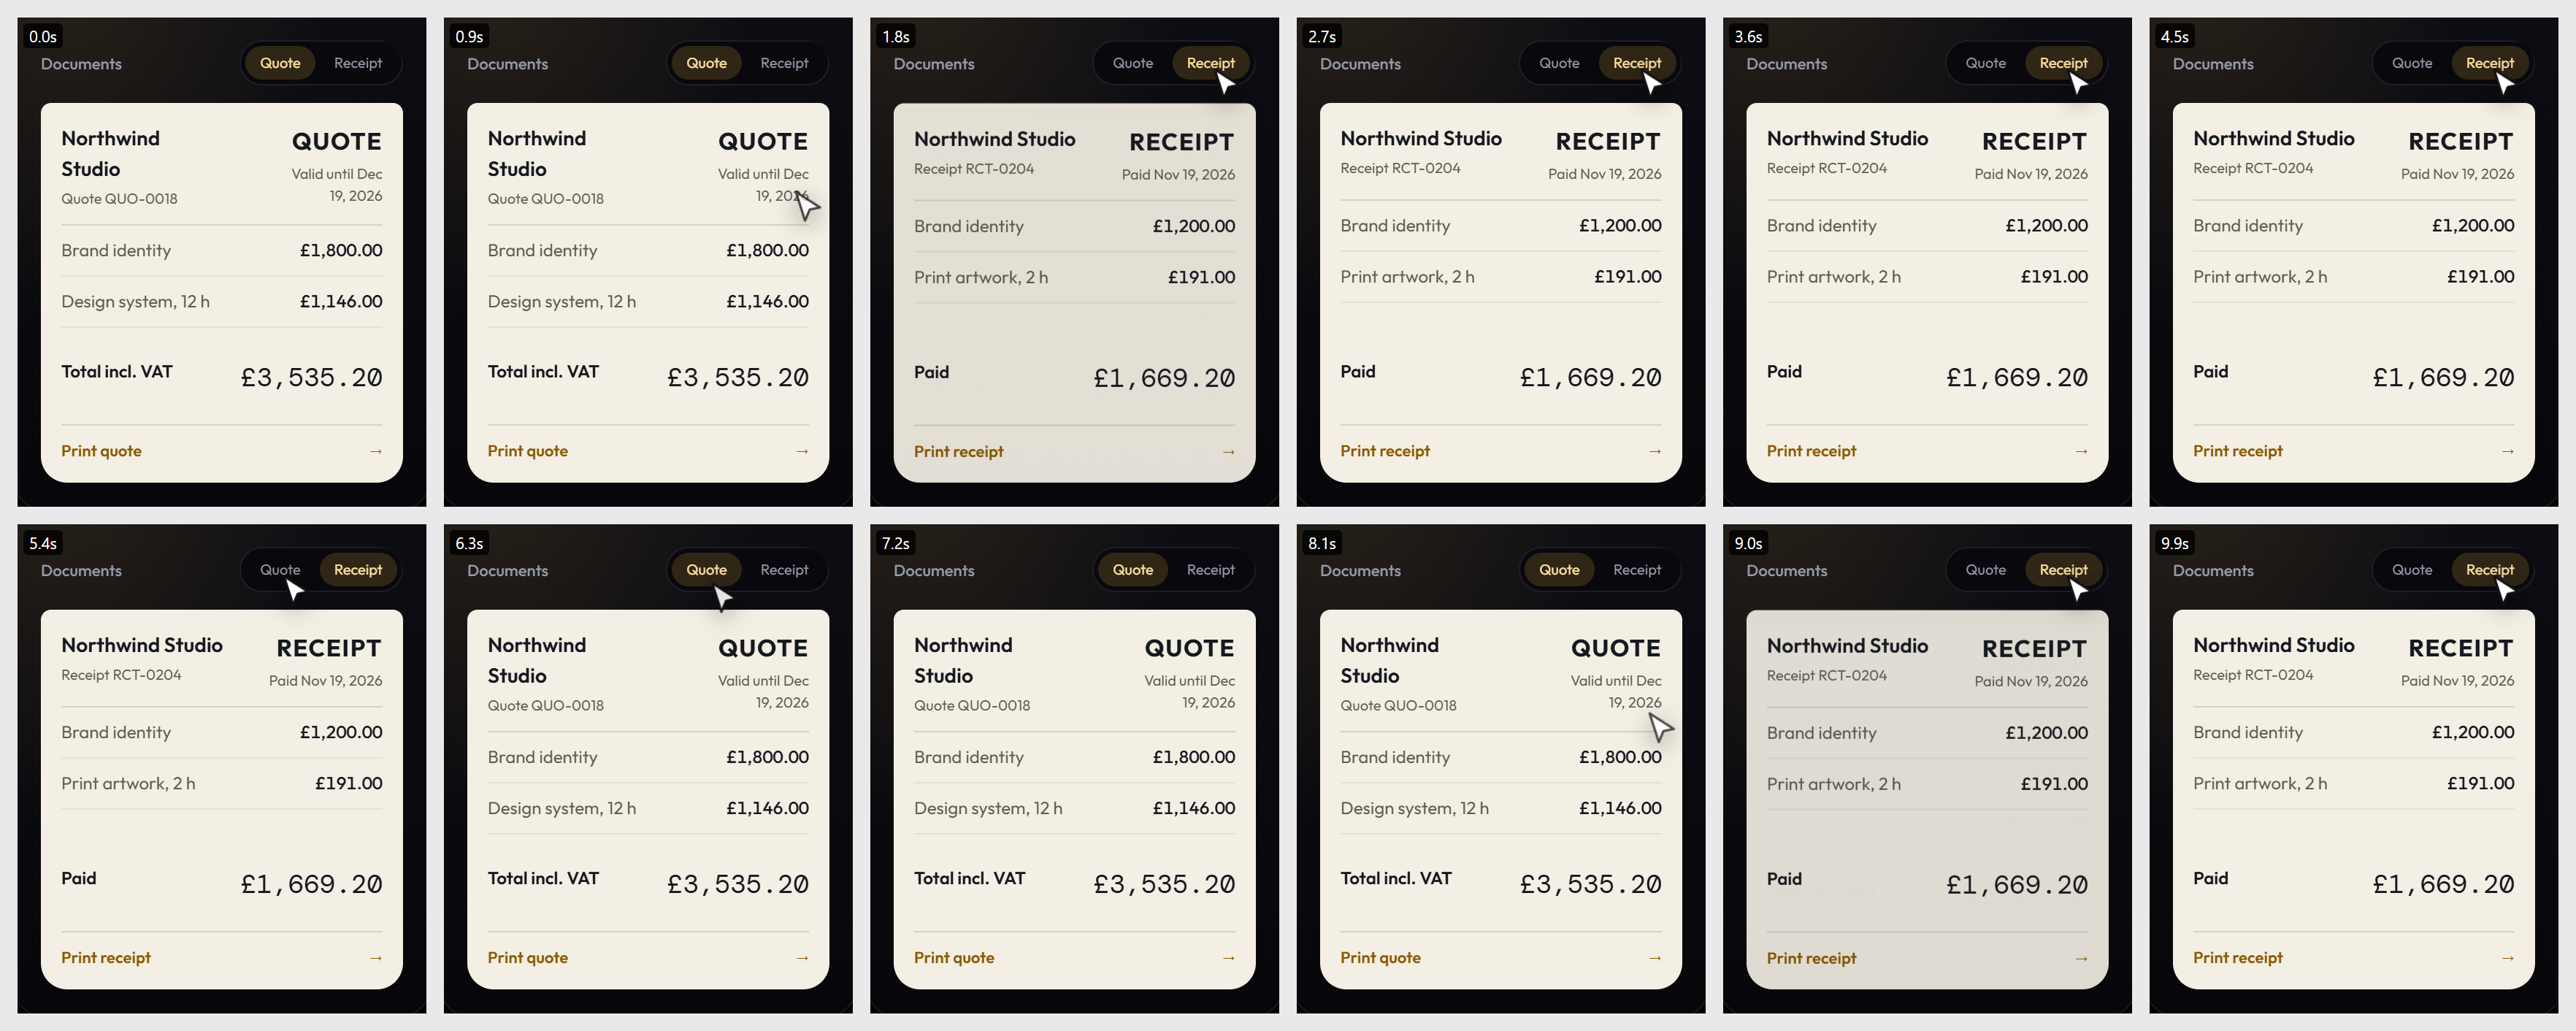 0.0s
Documents
Quote Receipt
Northwind Studio
QUOTE
Quote QUO-0018
Valid until Dec 19, 2026
Brand identity £1,800.00
Design system, 12 h £1,146.00
Total incl. VAT £3,535.20
Print quote →
0.9s
Documents
Quote Receipt
Northwind Studio
QUOTE
Quote QUO-0018
Valid until Dec 19, 2026
Brand identity £1,800.00
Design system, 12 h £1,146.00
Total incl. VAT £3,535.20
Print quote →
1.8s
Documents
Quote Receipt
Northwind Studio
RECEIPT
Receipt RCT-0204
Paid Nov 19, 2026
Brand identity £1,200.00
Print artwork, 2 h £191.00
Paid £1,669.20
Print receipt →
2.7s
Documents
Quote Receipt
Northwind Studio
RECEIPT
Receipt RCT-0204
Paid Nov 19, 2026
Brand identity £1,200.00
Print artwork, 2 h £191.00
Paid £1,669.20
Print receipt →
3.6s
Documents
Quote Receipt
Northwind Studio
RECEIPT
Receipt RCT-0204
Paid Nov 19, 2026
Brand identity £1,200.00
Print artwork, 2 h £191.00
Paid £1,669.20
Print receipt →
4.5s
Documents
Quote Receipt
Northwind Studio
RECEIPT
Receipt RCT-0204
Paid Nov 19, 2026
Brand identity £1,200.00
Print artwork, 2 h £191.00
Paid £1,669.20
Print receipt →
5.4s
Documents
Quote Receipt
Northwind Studio
RECEIPT
Receipt RCT-0204
Paid Nov 19, 2026
Brand identity £1,200.00
Print artwork, 2 h £191.00
Paid £1,669.20
Print receipt →
6.3s
Documents
Quote Receipt
Northwind Studio
QUOTE
Quote QUO-0018
Valid until Dec 19, 2026
Brand identity £1,800.00
Design system, 12 h £1,146.00
Total incl. VAT £3,535.20
Print quote →
7.2s
Documents
Quote Receipt
Northwind Studio
QUOTE
Quote QUO-0018
Valid until Dec 19, 2026
Brand identity £1,800.00
Design system, 12 h £1,146.00
Total incl. VAT £3,535.20
Print quote →
8.1s
Documents
Quote Receipt
Northwind Studio
QUOTE
Quote QUO-0018
Valid until Dec 19, 2026
Brand identity £1,800.00
Design system, 12 h £1,146.00
Total incl. VAT £3,535.20
Print quote →
9.0s
Documents
Quote Receipt
Northwind Studio
RECEIPT
Receipt RCT-0204
Paid Nov 19, 2026
Brand identity £1,200.00
Print artwork, 2 h £191.00
Paid £1,669.20
Print receipt →
9.9s
Documents
Quote Receipt
Northwind Studio
RECEIPT
Receipt RCT-0204
Paid Nov 19, 2026
Brand identity £1,200.00
Print artwork, 2 h £191.00
Paid £1,669.20
Print receipt →